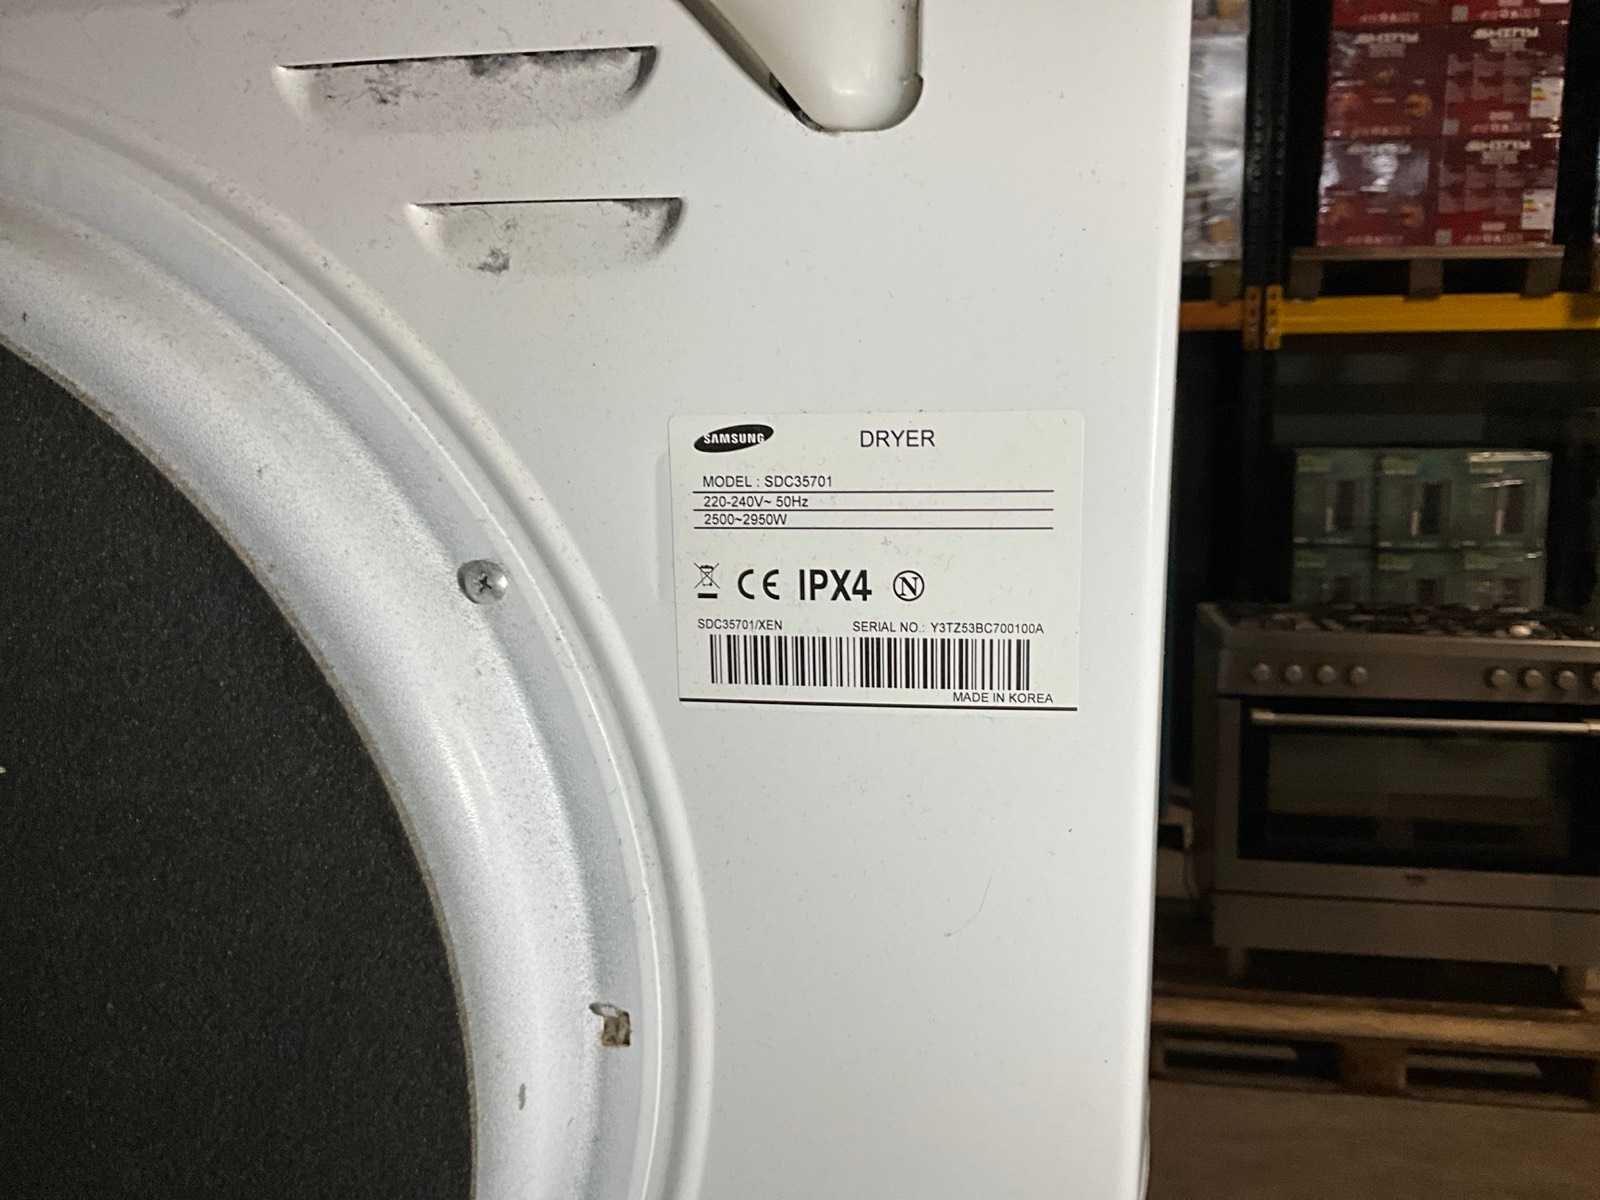 SAMSUNG DRYER
MODEL : SDC35701
220-240V~ 50Hz
2500~2950W
CE IPX4 N
SDC35701/XEN SERIAL NO.: Y3TZ53BC700100A
MADE IN KOREA